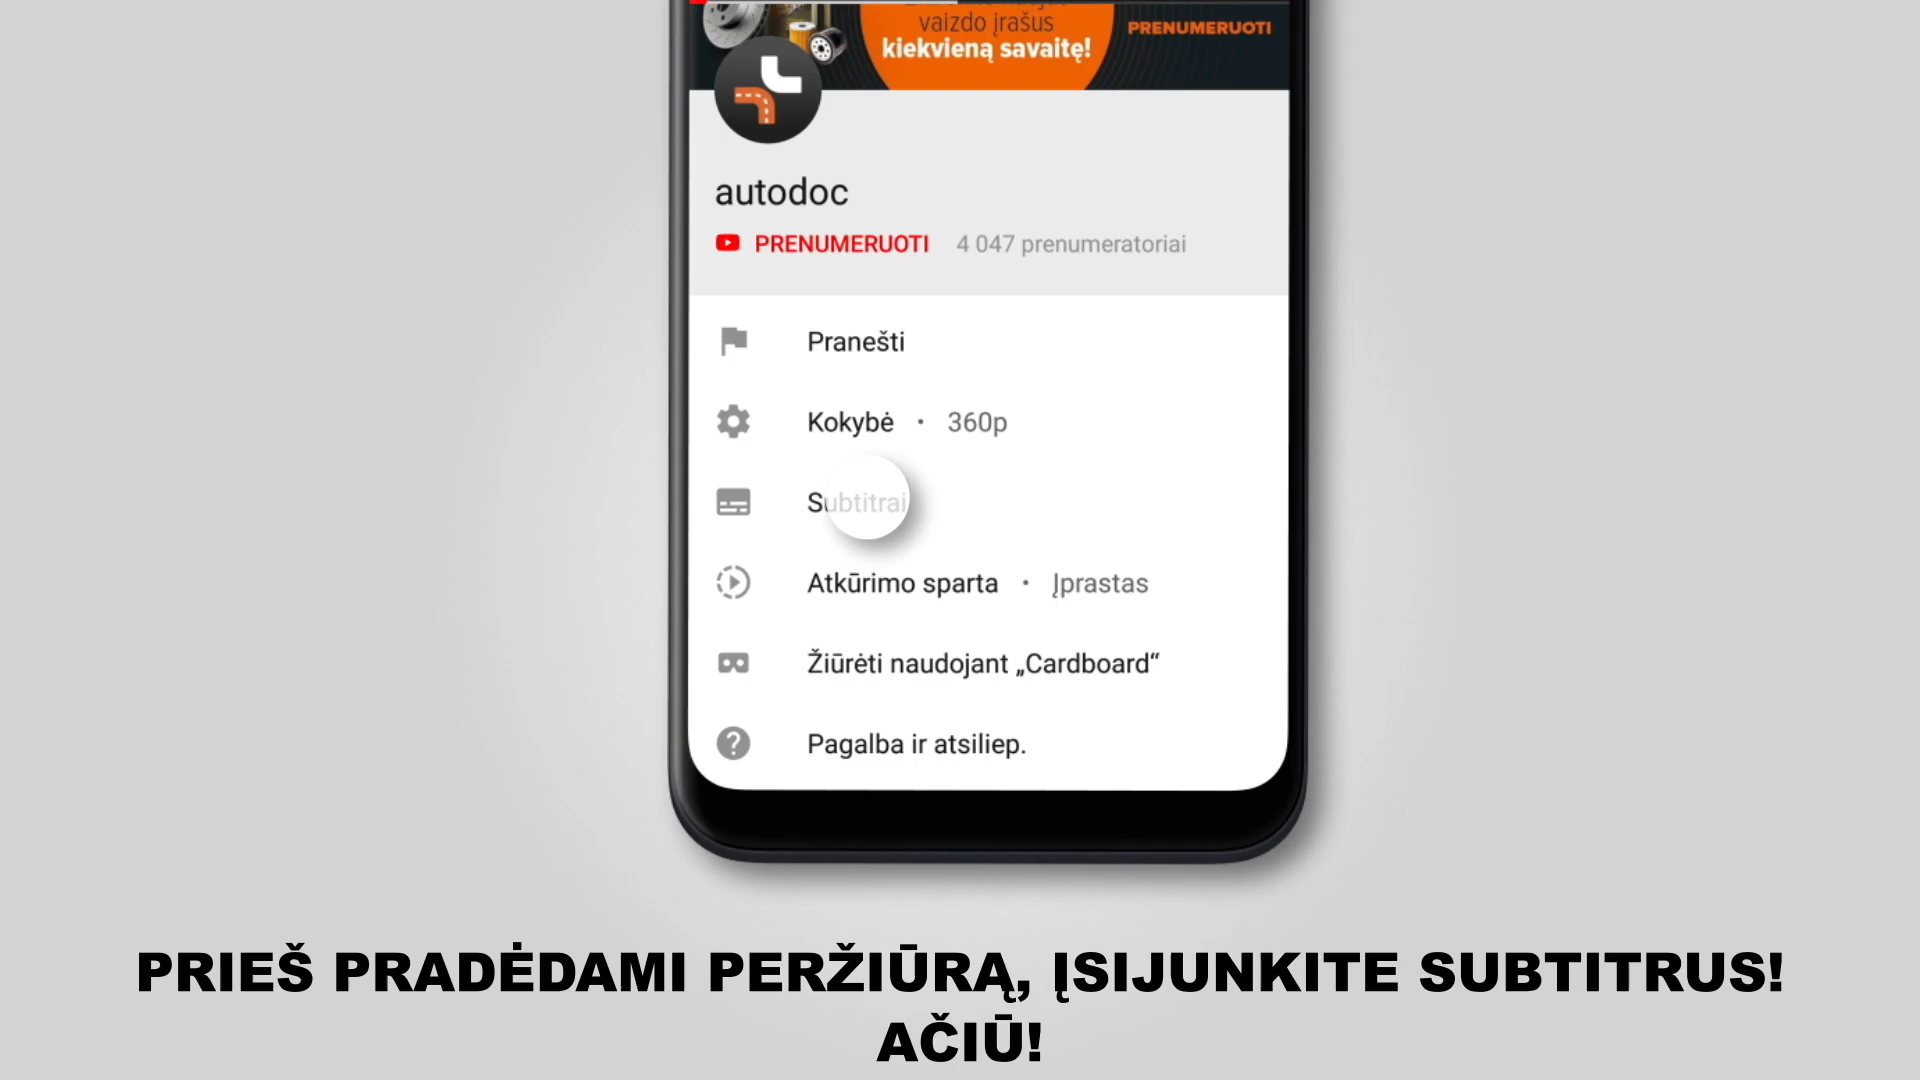 vaizdo įrašus
kiekvieną savaitę!
PRENUMERUOTI
autodoc
PRENUMERUOTI 4 047 prenumeratoriai
Pranešti
Kokybė • 360p
Subtitrai
Atkūrimo sparta • Įprastas
Žiūrėti naudojant „Cardboard“
Pagalba ir atsiliep.
PRIEŠ PRADĖDAMI PERŽIŪRĄ, ĮSIJUNKITE SUBTITRUS!
AČIŪ!